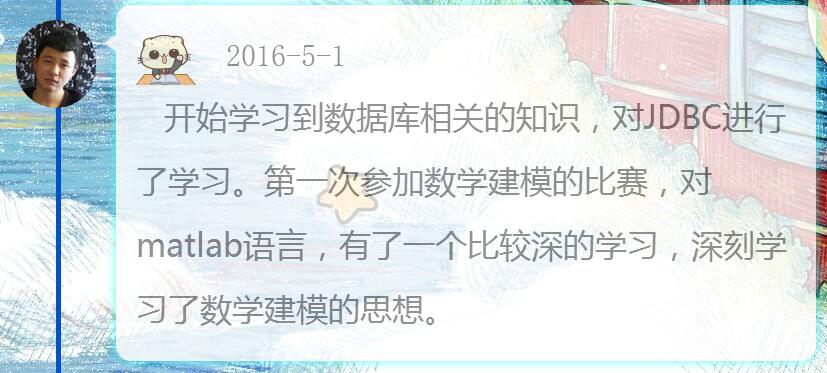 2016-5-1
开始学习到数据库相关的知识，对JDBC进行
了学习。第一次参加数学建模的比赛，对
matlab语言，有了一个比较深的学习，深刻学
习了数学建模的思想。